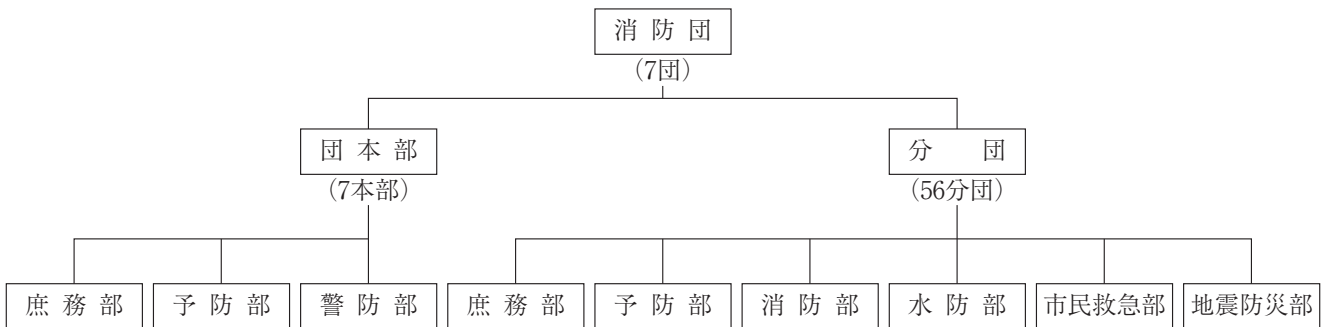 消防団
（7団）
団本部
分団
（7本部）
（56分団）
庶務部
予防部
警防部
庶務部
予防部
消防部
水防部
市民救急部
地震防災部